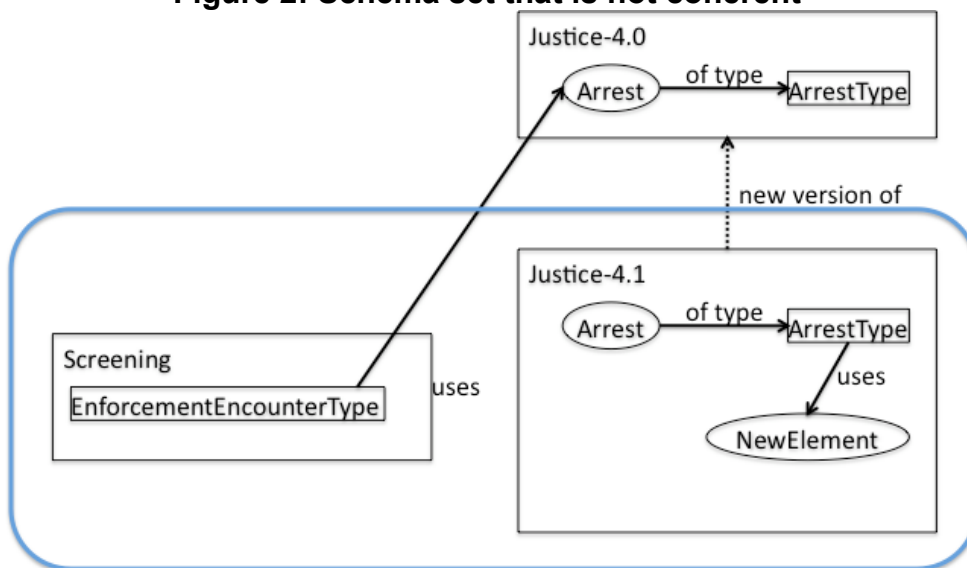 Figure 2: Schema set that is not coherent
Justice-4.0
Arrest
of type
ArrestType
new version of
Justice-4.1
Arrest
of type
ArrestType
uses
NewElement
Screening
EnforcementEncounterType
uses